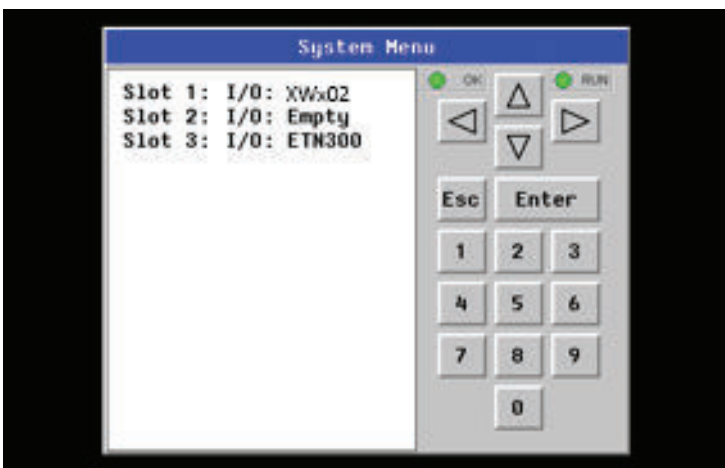 System Menu
Slot 1: I/O: XWx02
Slot 2: I/O: Empty
Slot 3: I/O: ETN300
OK
RUN
Esc
Enter
1 2 3
4 5 6
7 8 9
0